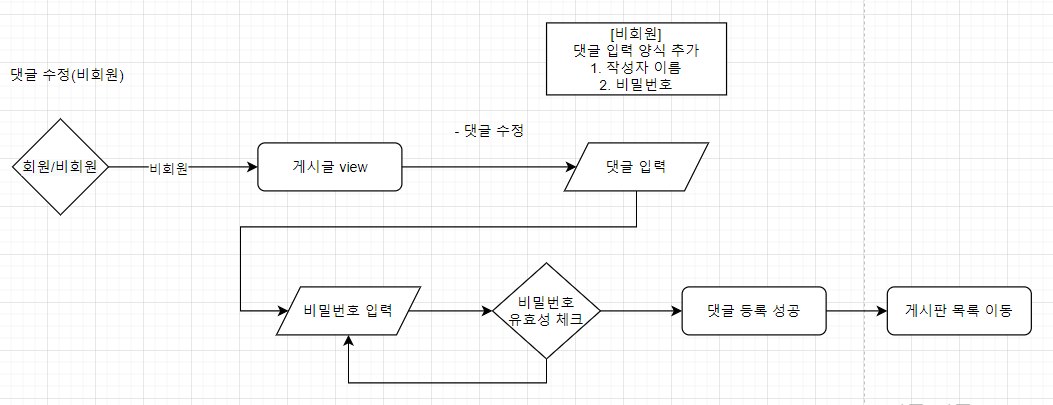 [비회원]
댓글 입력 양식 추가
1. 작성자 이름
2. 비밀번호
댓글 수정(비회원)
- 댓글 수정
회원/비회원
비회원
게시글 view
댓글 입력
비밀번호 입력
비밀번호
유효성 체크
댓글 등록 성공
게시판 목록 이동